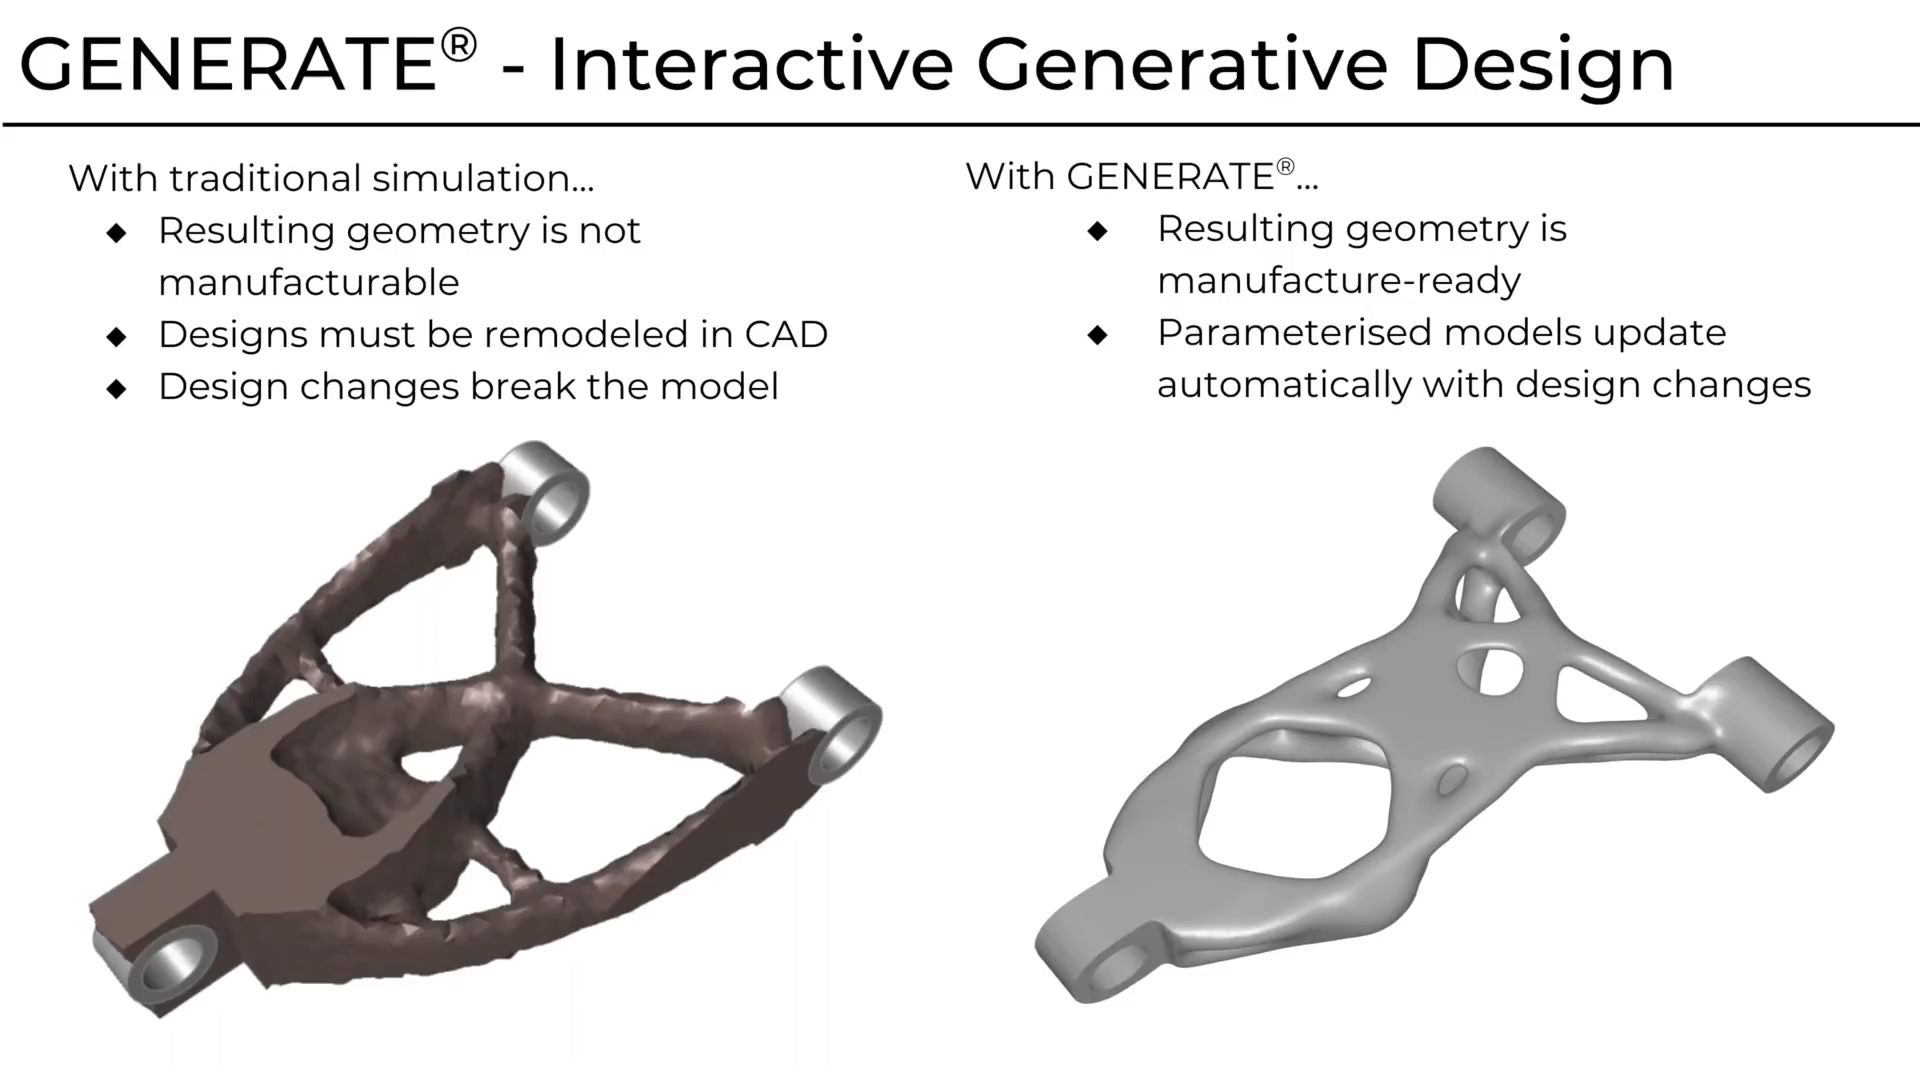 GENERATE® - Interactive Generative Design
With traditional simulation...
◆ Resulting geometry is not
manufacturable
◆ Designs must be remodeled in CAD
◆ Design changes break the model
With GENERATE®...
◆ Resulting geometry is
manufacture-ready
◆ Parameterised models update
automatically with design changes